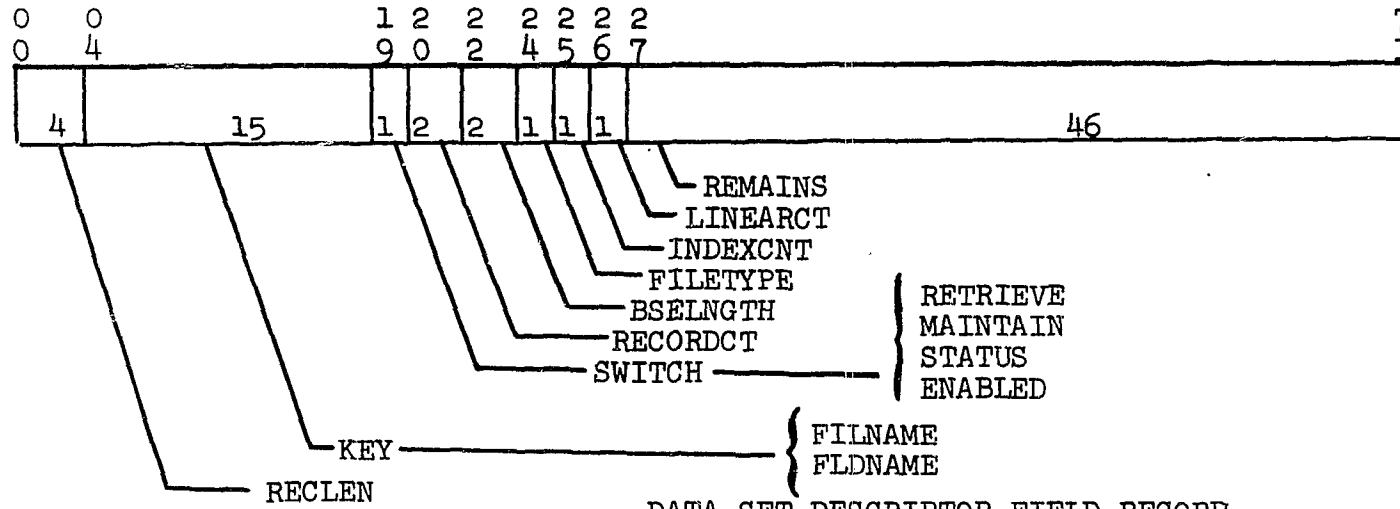 0 0 1 2 2 2 2 2 2
0 4 9 0 2 4 5 6 7
4 15 1 2 2 1 1 1 46
REMAINS
LINEARCT
INDEXCNT
FILETYPE
BSELNGTH
RECORDCT
SWITCH
RETRIEVE
MAINTAIN
STATUS
ENABLED
KEY
FILNAME
FLDNAME
RECLEN
DATA SET DESCRIPTOR FIELD RECORD